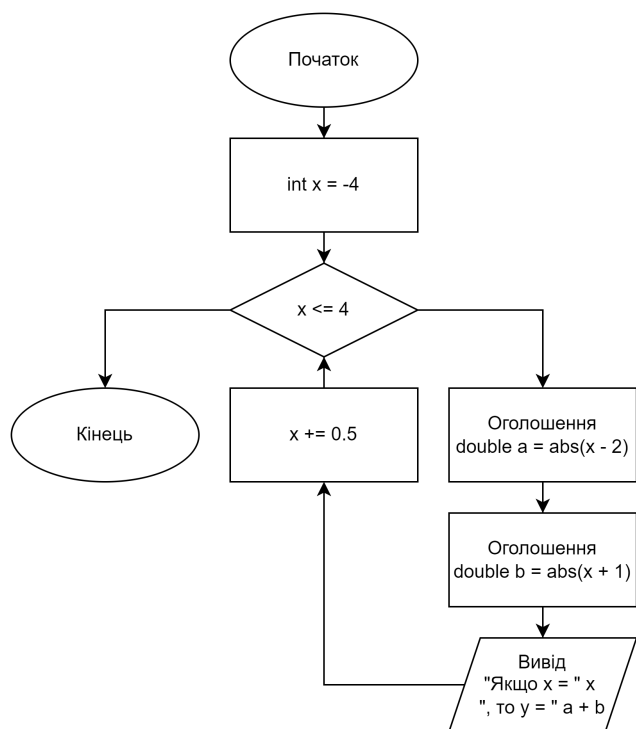 Початок
int x = -4
x <= 4
Кінець
x += 0.5
Оголошення
double a = abs(x - 2)
Оголошення
double b = abs(x + 1)
Вивід
"Якщо x = " x
", то y = " a + b